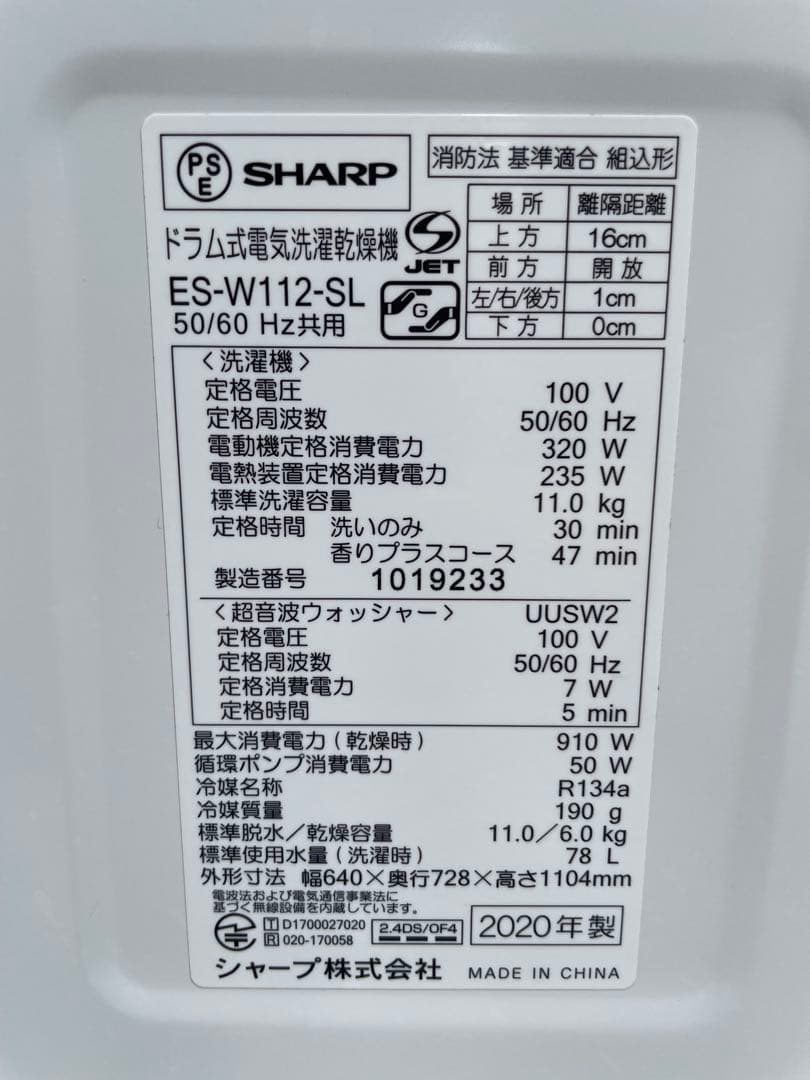 PSE SHARP
消防法 基準適合 組込形
場所 離隔距離
上方 16cm
前方 開放
左/右/後方 1cm
下方 0cm
ドラム式電気洗濯乾燥機
JET
ES-W112-SL
G
50/60 Hz共用
〈洗濯機〉
定格電圧 100 V
定格周波数 50/60 Hz
電動機定格消費電力 320 W
電熱装置定格消費電力 235 W
標準洗濯容量 11.0 kg
定格時間 洗いのみ 30 min
香りプラスコース 47 min
製造番号 1019233
〈超音波ウォッシャー〉 UUSW2
定格電圧 100 V
定格周波数 50/60 Hz
定格消費電力 7 W
定格時間 5 min
最大消費電力(乾燥時) 910 W
循環ポンプ消費電力 50 W
冷媒名称 R134a
冷媒質量 190 g
標準脱水/乾燥容量 11.0/6.0 kg
標準使用水量(洗濯時) 78 L
外形寸法 幅640×奥行728×高さ1104mm
電波法および電気通信事業法に
基づく無線設備を内蔵しています。
T D1700027020
R 020-170058
2.4DS/OF4
2020年製
シャープ株式会社 MADE IN CHINA